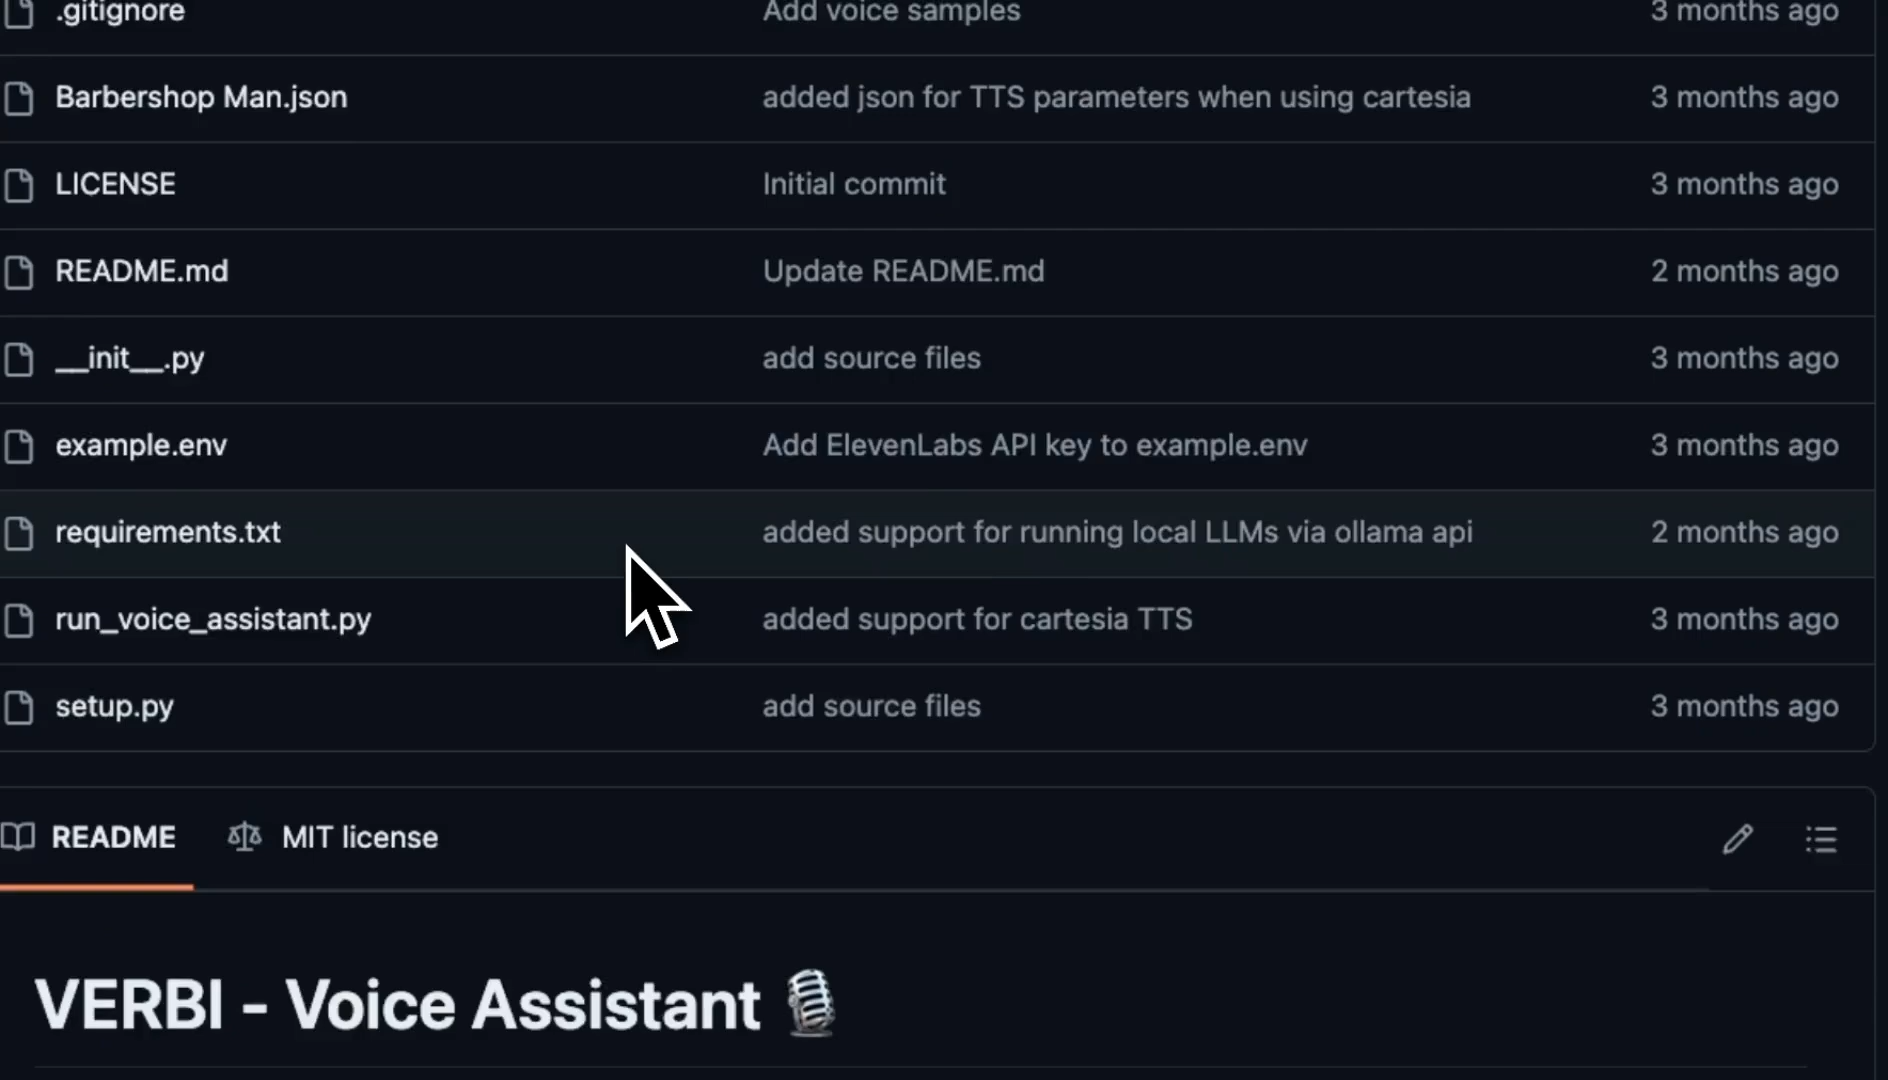 .gitignore Add voice samples 3 months ago
Barbershop Man.json added json for TTS parameters when using cartesia 3 months ago
LICENSE Initial commit 3 months ago
README.md Update README.md 2 months ago
__init__.py add source files 3 months ago
example.env Add ElevenLabs API key to example.env 3 months ago
requirements.txt added support for running local LLMs via ollama api 2 months ago
run_voice_assistant.py added support for cartesia TTS 3 months ago
setup.py add source files 3 months ago
README MIT license
VERBI - Voice Assistant 🎙️